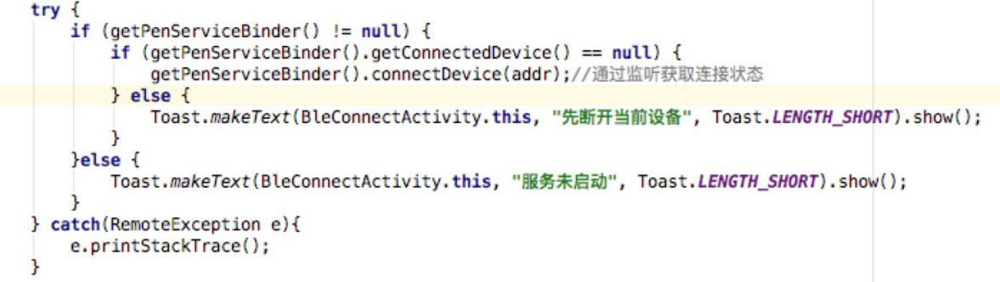 try {
if (getPenServiceBinder() != null) {
if (getPenServiceBinder().getConnectedDevice() == null) {
getPenServiceBinder().connectDevice(addr);//通过监听获取连接状态
} else {
Toast.makeText(BleConnectActivity.this, "先断开当前设备", Toast.LENGTH_SHORT).show();
}
}else {
Toast.makeText(BleConnectActivity.this, "服务未启动", Toast.LENGTH_SHORT).show();
}
} catch(RemoteException e){
e.printStackTrace();
}